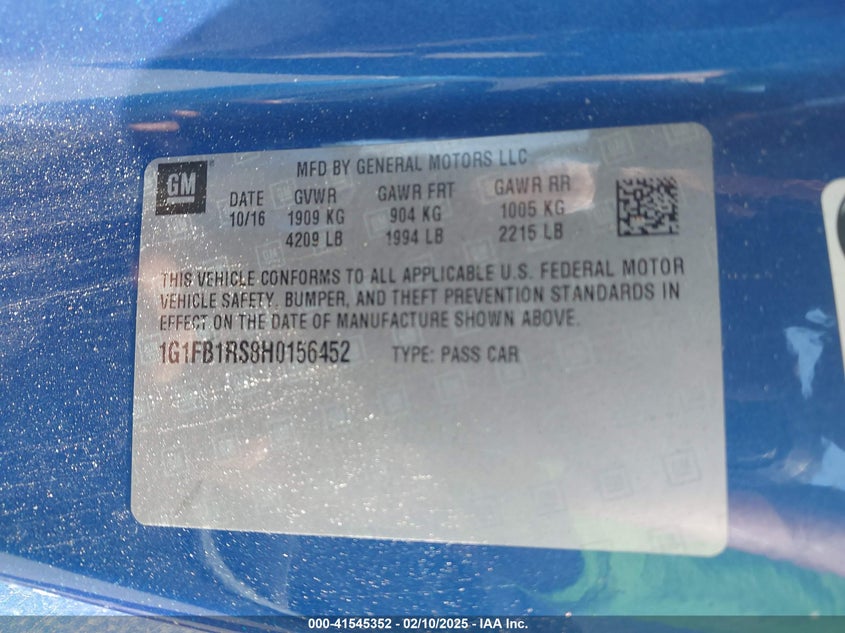 GM
MFD BY GENERAL MOTORS LLC
DATE GVWR GAWR FRT GAWR RR
10/16 1909 KG 904 KG 1005 KG
4209 LB 1994 LB 2215 LB
THIS VEHICLE CONFORMS TO ALL APPLICABLE U.S. FEDERAL MOTOR
VEHICLE SAFETY, BUMPER, AND THEFT PREVENTION STANDARDS IN
EFFECT ON THE DATE OF MANUFACTURE SHOWN ABOVE.
1G1FB1RS8H0156452 TYPE: PASS CAR
000-41545352 — 02/10/2025 — IAA Inc.